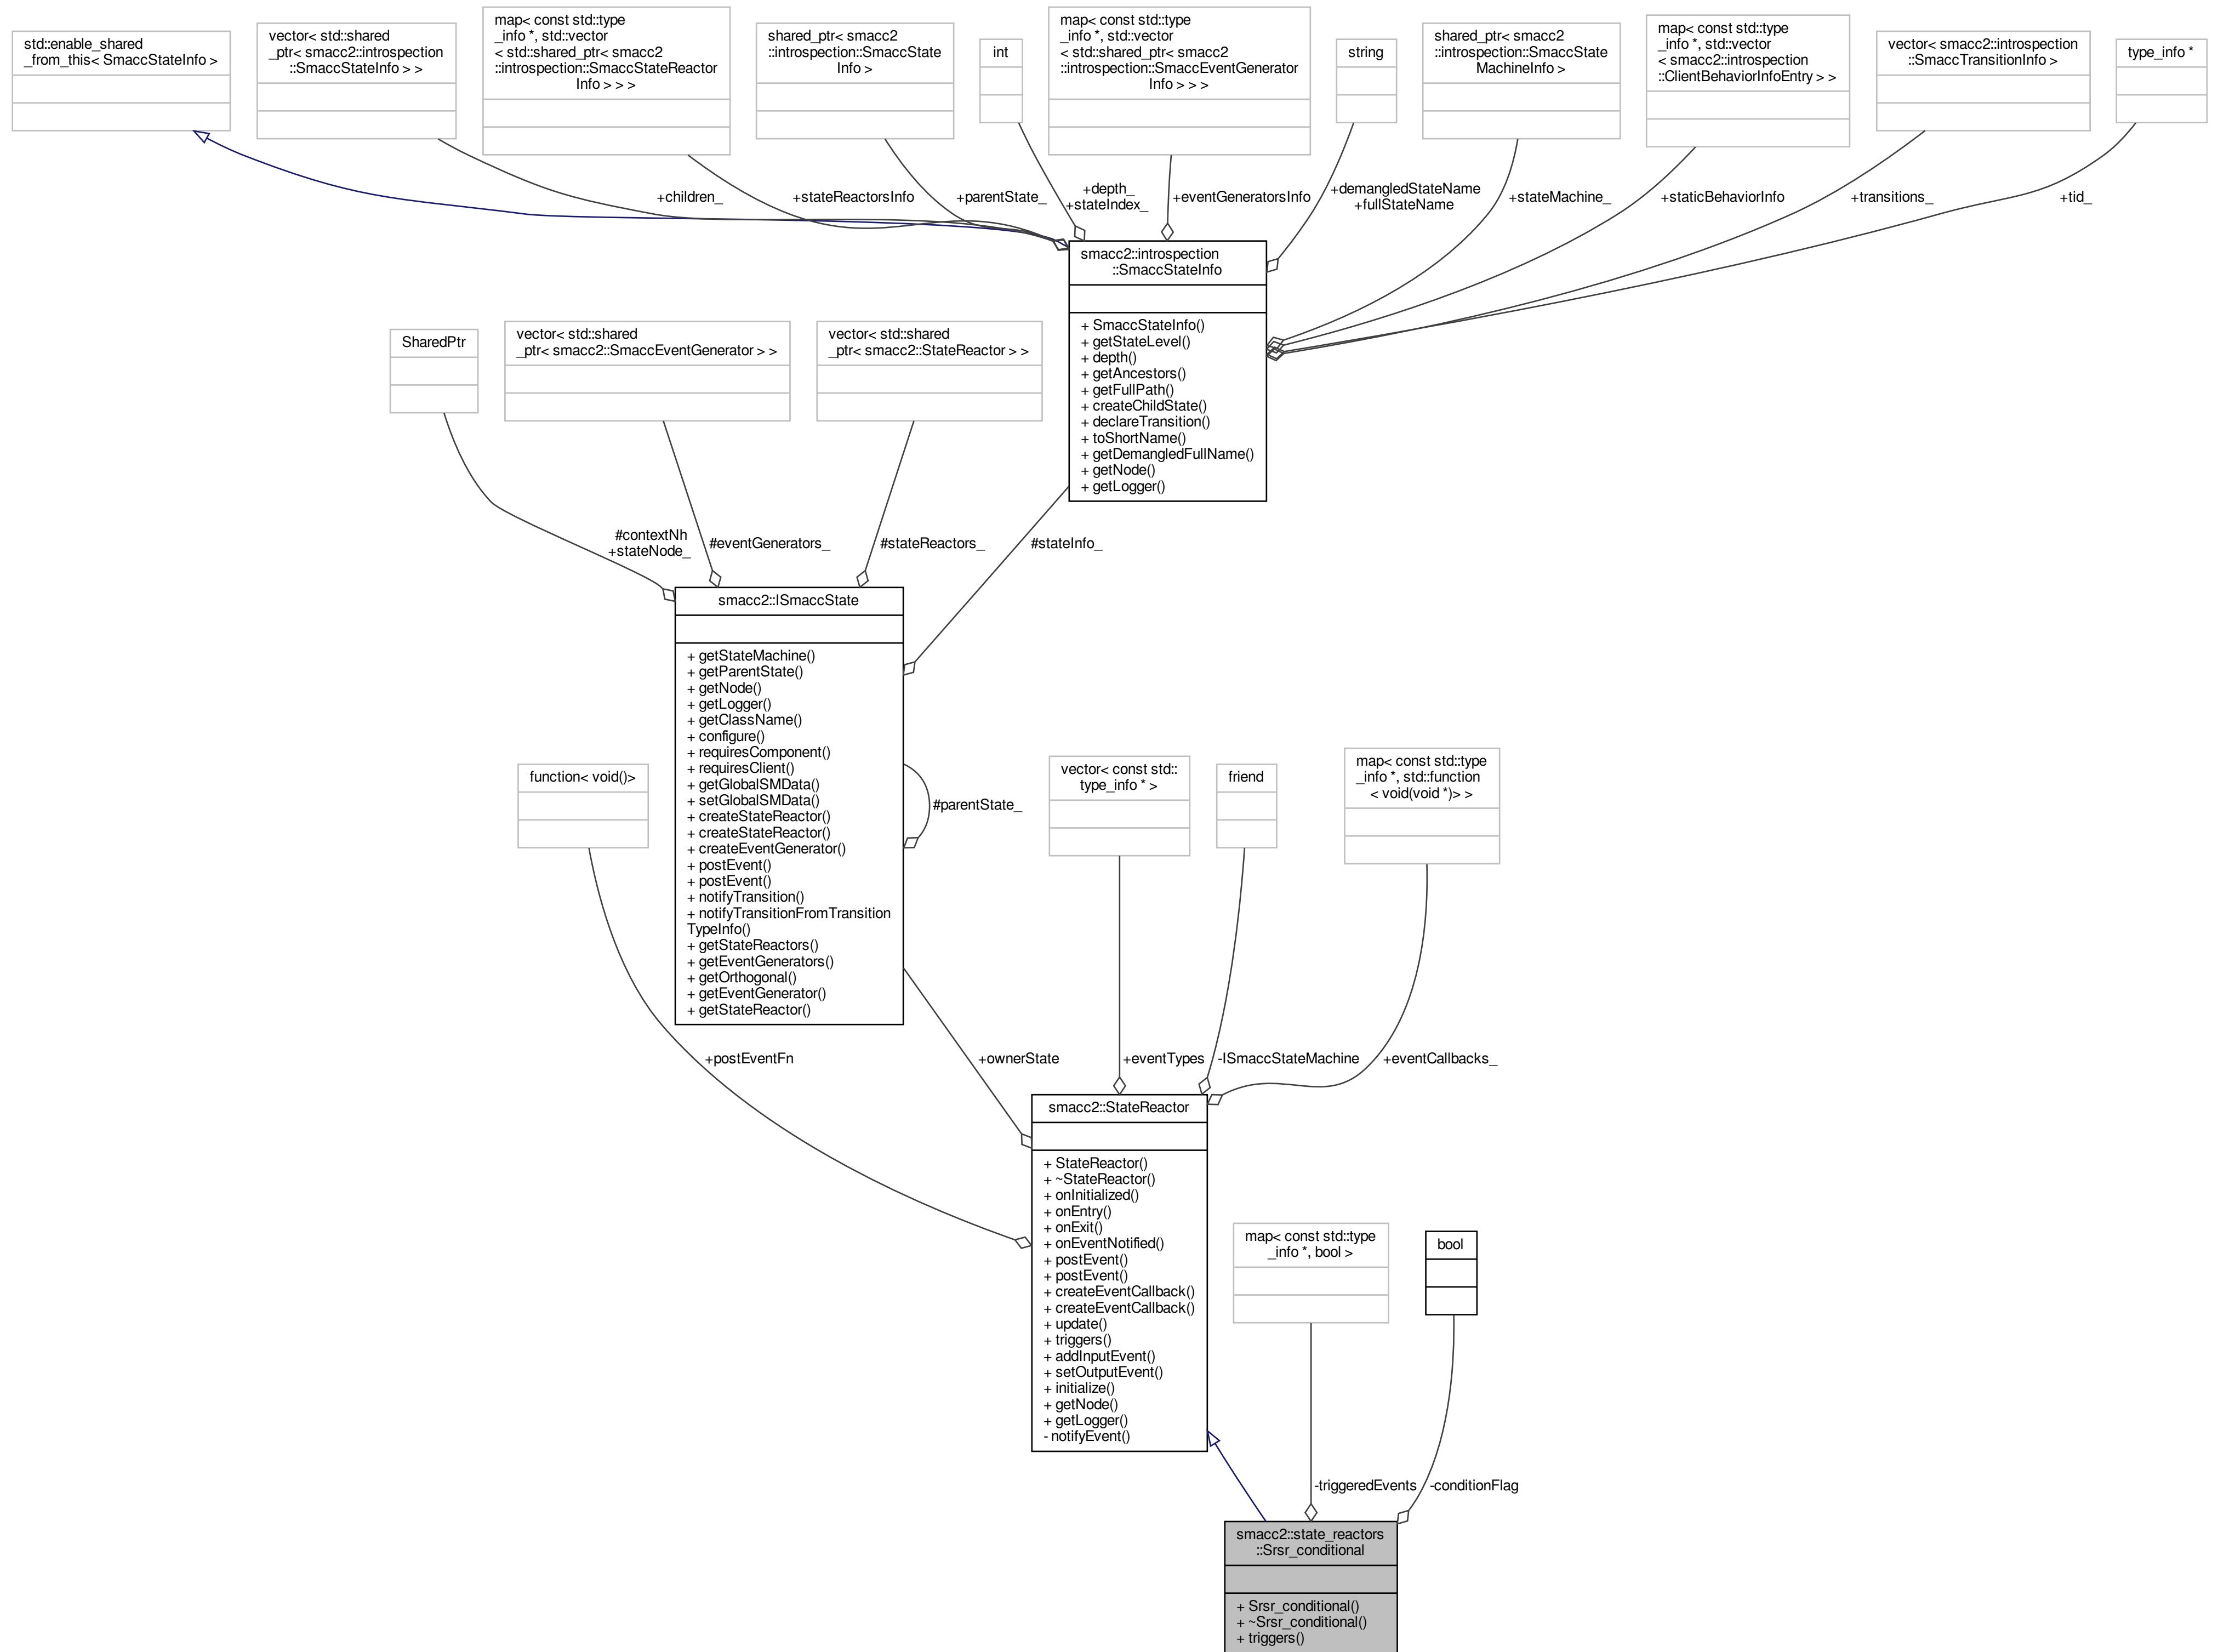 std::enable_shared
_from_this< SmaccStateInfo >
vector< std::shared
_ptr< smacc2::introspection
::SmaccStateInfo > >
map< const std::type
_info *, std::vector
< std::shared_ptr< smacc2
::introspection::SmaccStateReactor
Info > > >
shared_ptr< smacc2
::introspection::SmaccState
Info >
int
map< const std::type
_info *, std::vector
< std::shared_ptr< smacc2
::introspection::SmaccEventGenerator
Info > > >
string
shared_ptr< smacc2
::introspection::SmaccState
MachineInfo >
map< const std::type
_info *, std::vector
< smacc2::introspection
::ClientBehaviorInfoEntry > >
vector< smacc2::introspection
::SmaccTransitionInfo >
type_info *
+children_
+stateReactorsInfo
+parentState_
+depth_
+stateIndex_
+eventGeneratorsInfo
+demangledStateName
+fullStateName
+stateMachine_
+staticBehaviorInfo
+transitions_
+tid_
smacc2::introspection
::SmaccStateInfo
+ SmaccStateInfo()
+ getStateLevel()
+ depth()
+ getAncestors()
+ getFullPath()
+ createChildState()
+ declareTransition()
+ toShortName()
+ getDemangledFullName()
+ getNode()
+ getLogger()
SharedPtr
vector< std::shared
_ptr< smacc2::SmaccEventGenerator > >
vector< std::shared
_ptr< smacc2::StateReactor > >
#contextNh
+stateNode_
#eventGenerators_
#stateReactors_
#stateInfo_
smacc2::ISmaccState
+ getStateMachine()
+ getParentState()
+ getNode()
+ getLogger()
+ getClassName()
+ configure()
+ requiresComponent()
+ requiresClient()
+ getGlobalSMData()
+ setGlobalSMData()
+ createStateReactor()
+ createStateReactor()
+ createEventGenerator()
+ postEvent()
+ postEvent()
+ notifyTransition()
+ notifyTransitionFromTransition
TypeInfo()
+ getStateReactors()
+ getEventGenerators()
+ getOrthogonal()
+ getEventGenerator()
+ getStateReactor()
#parentState_
function< void()>
vector< const std::
type_info * >
friend
map< const std::type
_info *, std::function
< void(void *)> >
+postEventFn
+ownerState
+eventTypes
-ISmaccStateMachine
+eventCallbacks_
smacc2::StateReactor
+ StateReactor()
+ ~StateReactor()
+ onInitialized()
+ onEntry()
+ onExit()
+ onEventNotified()
+ postEvent()
+ postEvent()
+ createEventCallback()
+ createEventCallback()
+ update()
+ triggers()
+ addInputEvent()
+ setOutputEvent()
+ initialize()
+ getNode()
+ getLogger()
- notifyEvent()
map< const std::type
_info *, bool >
bool
-triggeredEvents
-conditionFlag
smacc2::state_reactors
::Srsr_conditional
+ Srsr_conditional()
+ ~Srsr_conditional()
+ triggers()